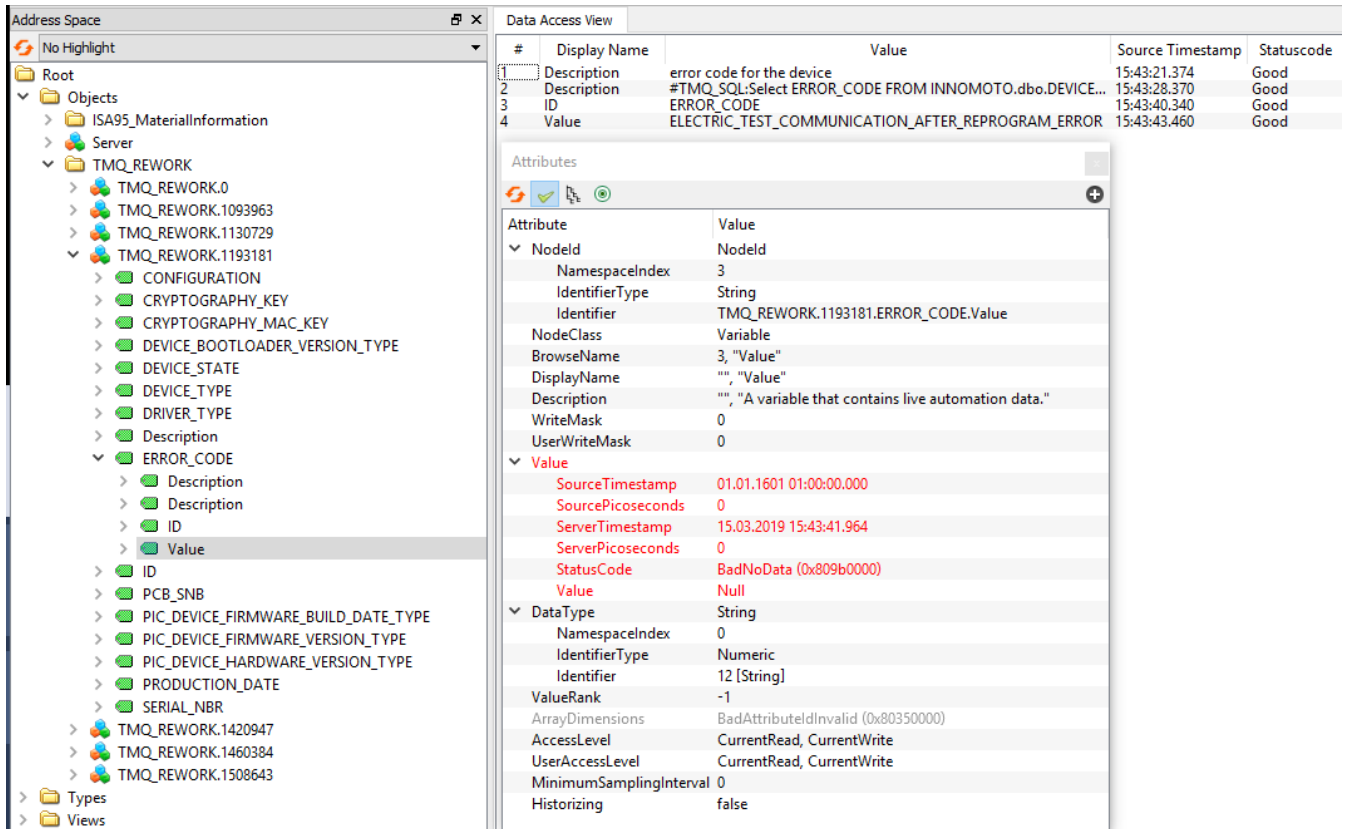 Address Space
No Highlight
Root
Objects
ISA95_MaterialInformation
Server
TMQ_REWORK
TMQ_REWORK.0
TMQ_REWORK.1093963
TMQ_REWORK.1130729
TMQ_REWORK.1193181
CONFIGURATION
CRYPTOGRAPHY_KEY
CRYPTOGRAPHY_MAC_KEY
DEVICE_BOOTLOADER_VERSION_TYPE
DEVICE_STATE
DEVICE_TYPE
DRIVER_TYPE
Description
ERROR_CODE
Description
Description
ID
Value
ID
PCB_SNB
PIC_DEVICE_FIRMWARE_BUILD_DATE_TYPE
PIC_DEVICE_FIRMWARE_VERSION_TYPE
PIC_DEVICE_HARDWARE_VERSION_TYPE
PRODUCTION_DATE
SERIAL_NBR
TMQ_REWORK.1420947
TMQ_REWORK.1460384
TMQ_REWORK.1508643
Types
Views
Data Access View
# Display Name Value Source Timestamp Statuscode
1 Description error code for the device 15:43:21.374 Good
2 Description #TMQ_SQL:Select ERROR_CODE FROM INNOMOTO.dbo.DEVICE... 15:43:28.370 Good
3 ID ERROR_CODE 15:43:40.340 Good
4 Value ELECTRIC_TEST_COMMUNICATION_AFTER_REPROGRAM_ERROR 15:43:43.460 Good
Attributes
Attribute Value
NodeId NodeId
NamespaceIndex 3
IdentifierType String
Identifier TMQ_REWORK.1193181.ERROR_CODE.Value
NodeClass Variable
BrowseName 3, "Value"
DisplayName "", "Value"
Description "", "A variable that contains live automation data."
WriteMask 0
UserWriteMask 0
Value
SourceTimestamp 01.01.1601 01:00:00.000
SourcePicoseconds 0
ServerTimestamp 15.03.2019 15:43:41.964
ServerPicoseconds 0
StatusCode BadNoData (0x809b0000)
Value Null
DataType String
NamespaceIndex 0
IdentifierType Numeric
Identifier 12 [String]
ValueRank -1
ArrayDimensions BadAttributeIdInvalid (0x80350000)
AccessLevel CurrentRead, CurrentWrite
UserAccessLevel CurrentRead, CurrentWrite
MinimumSamplingInterval 0
Historizing false